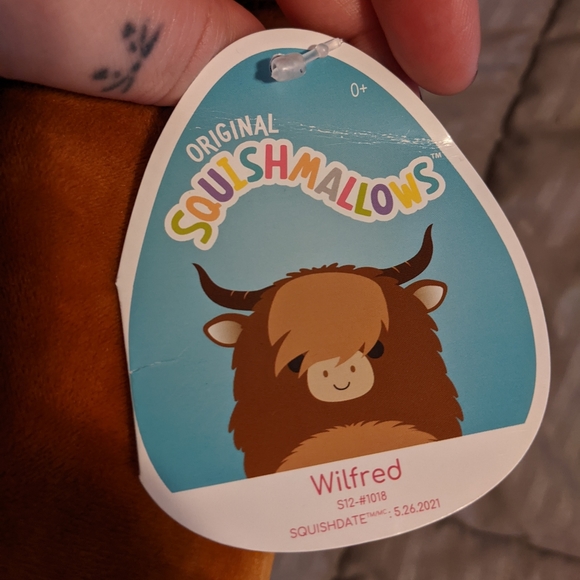 0+
ORIGINAL
SQUISHMALLOWS™
Wilfred
S12-#1018
SQUISHDATE™/MC: 5.26.2021